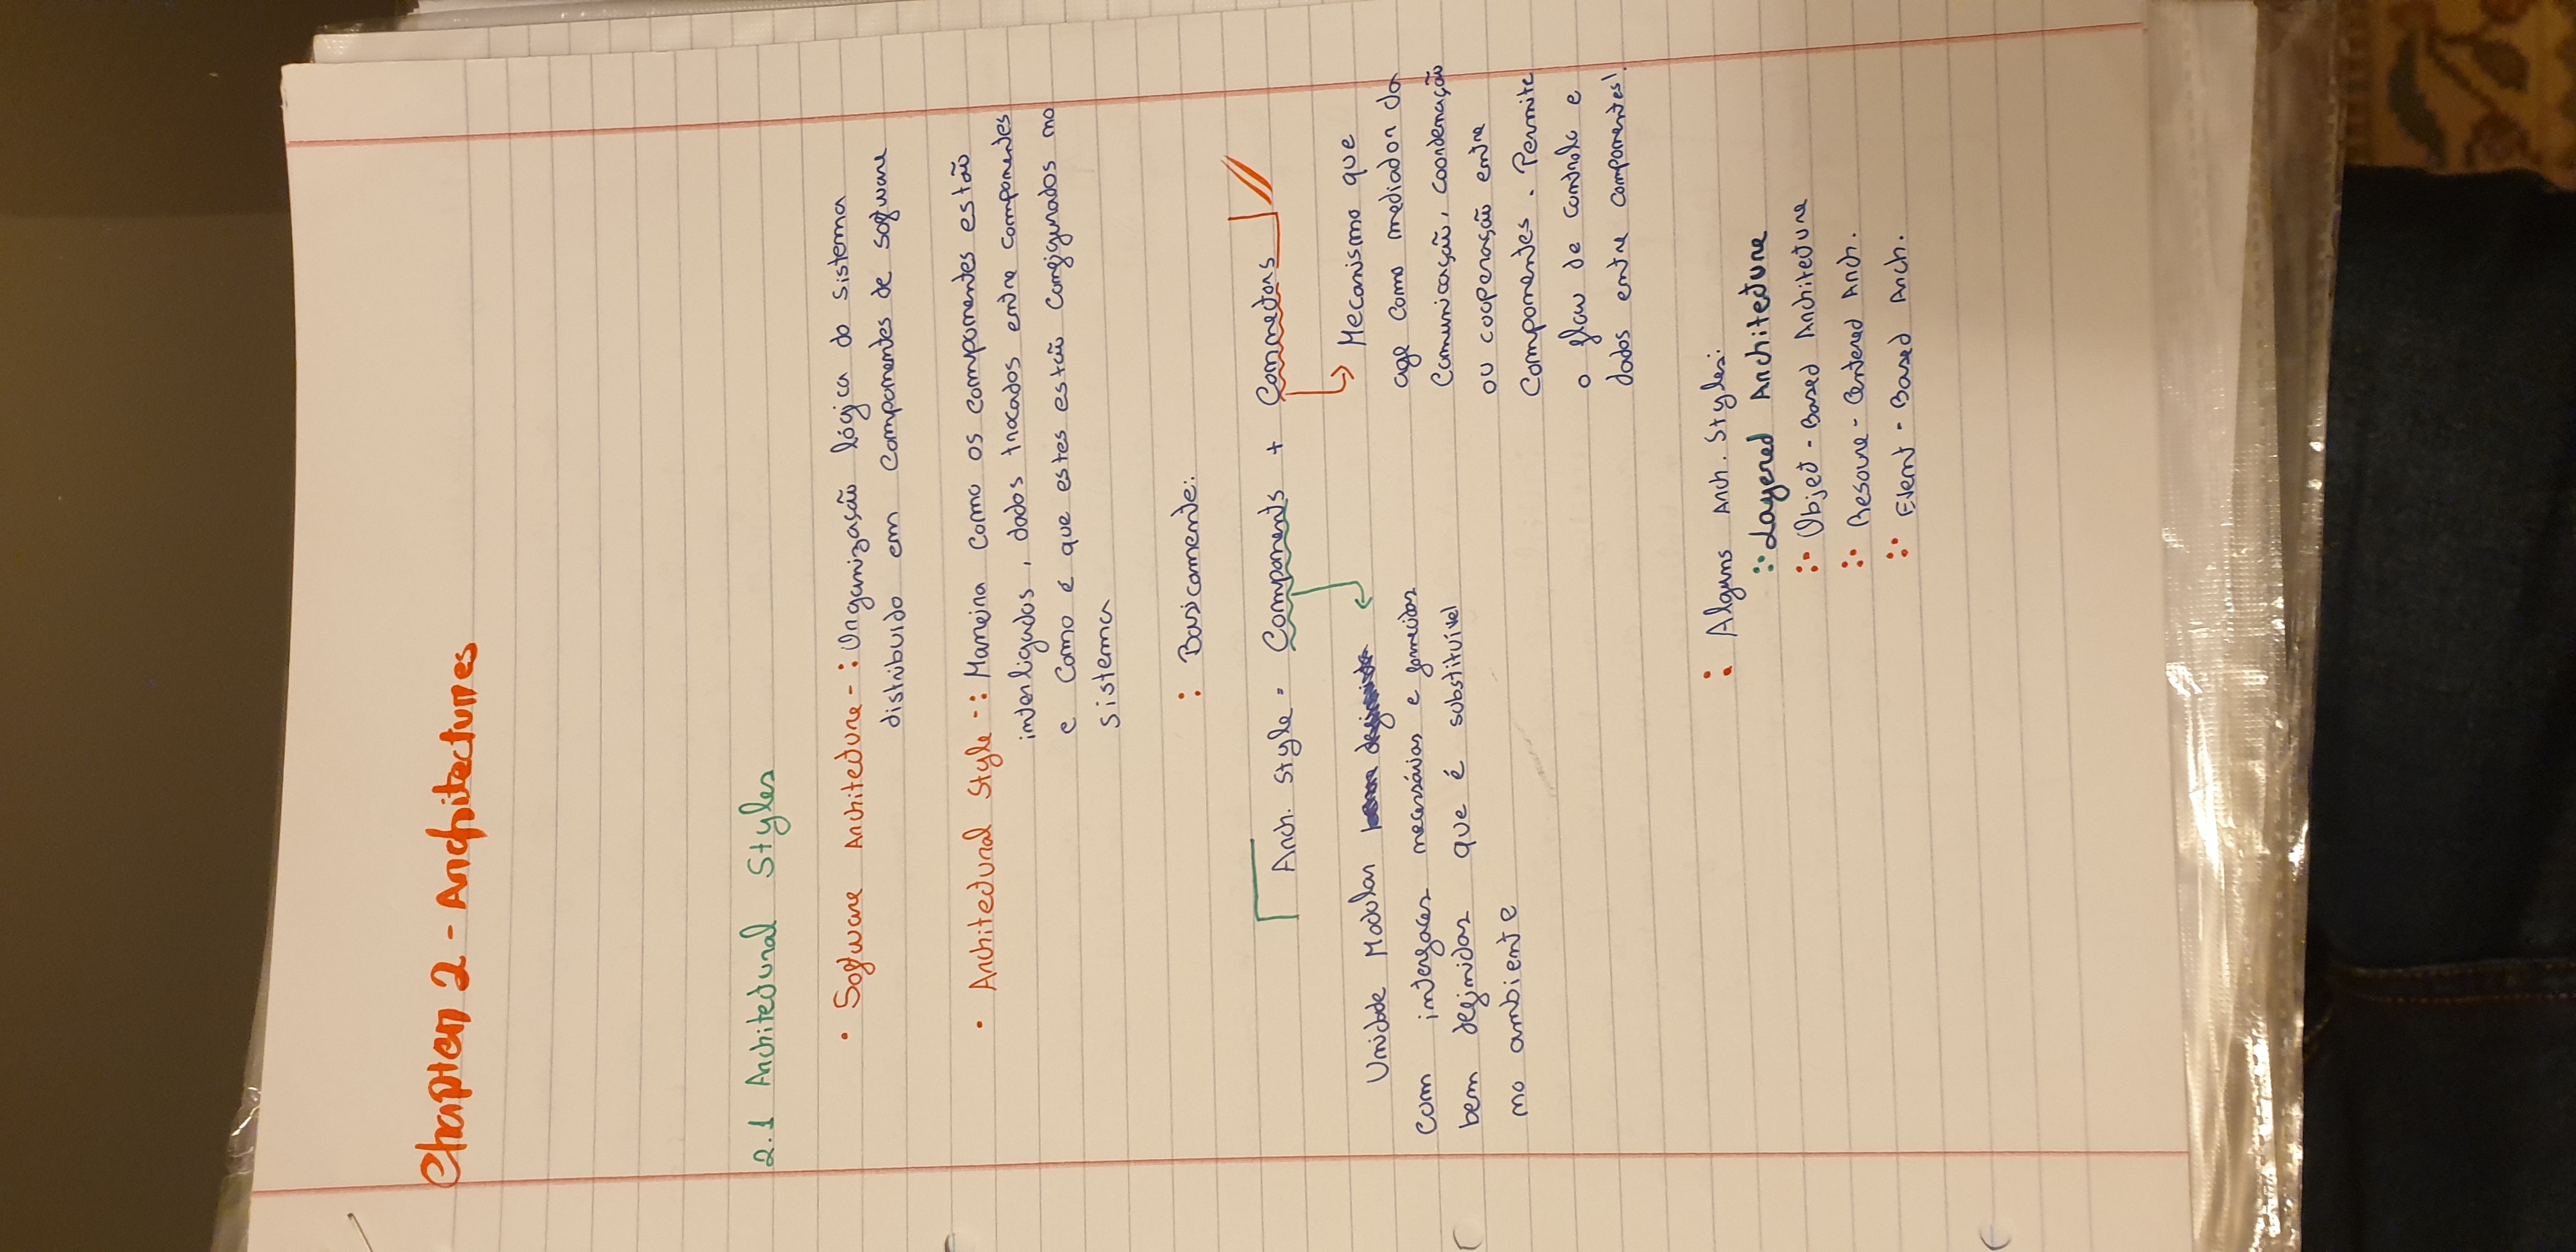 Chapter 2 - Architectures
2.1 Architectural Styles
• Software Architecture - : Organização lógica do sistema
distribuido em componentes de software
• Architectural Style - : Maneira como os componentes estão
interligados, dados trocados entre componentes
e como é que estes estão configurados no
sistema
: Basicamente:
Arch. Style = Components + Connectors
Unidade Modular
com interfaces necessárias e fornecidas
bem definidas que é substituível
no ambiente
Mecanismo que
age como mediador da
comunicação, coordenação
ou cooperação entre
componentes. Permite
o flow de controlo e
dados entre componentes!
: Alguns Arch. Styles:
:· Layered Architecture
:· Object - Based Architecture
:· Resource - Centered Arch.
:· Event - Based Arch.